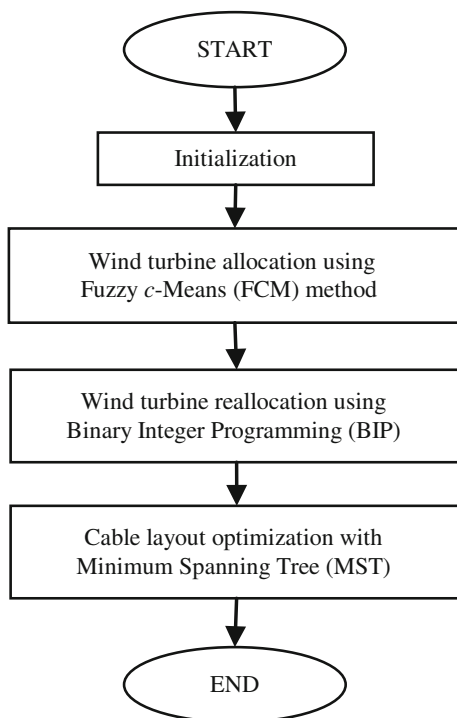 START
Initialization
Wind turbine allocation using
Fuzzy c-Means (FCM) method
Wind turbine reallocation using
Binary Integer Programming (BIP)
Cable layout optimization with
Minimum Spanning Tree (MST)
END